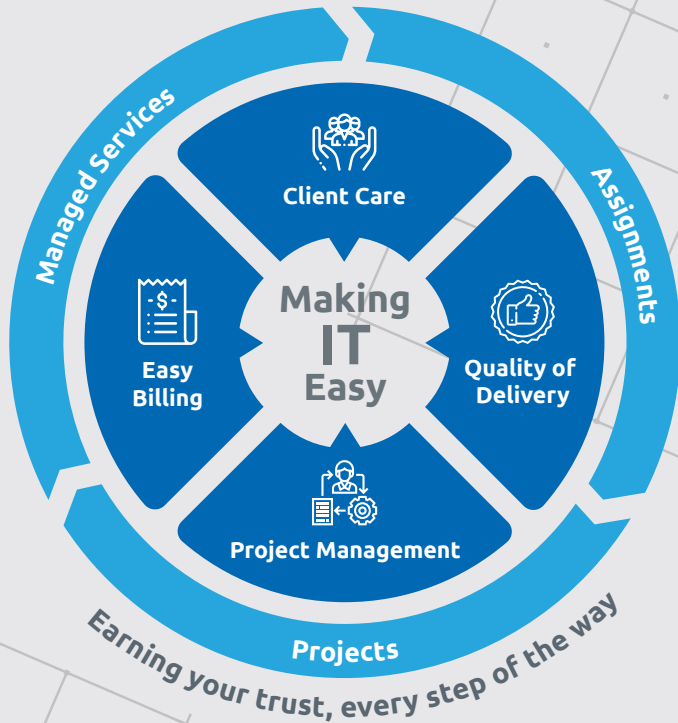 Managed Services
Assignments
Client Care
Making
IT
Easy
-$-
Easy
Billing
Quality of
Delivery
Project Management
Projects
Earning your trust, every step of the way